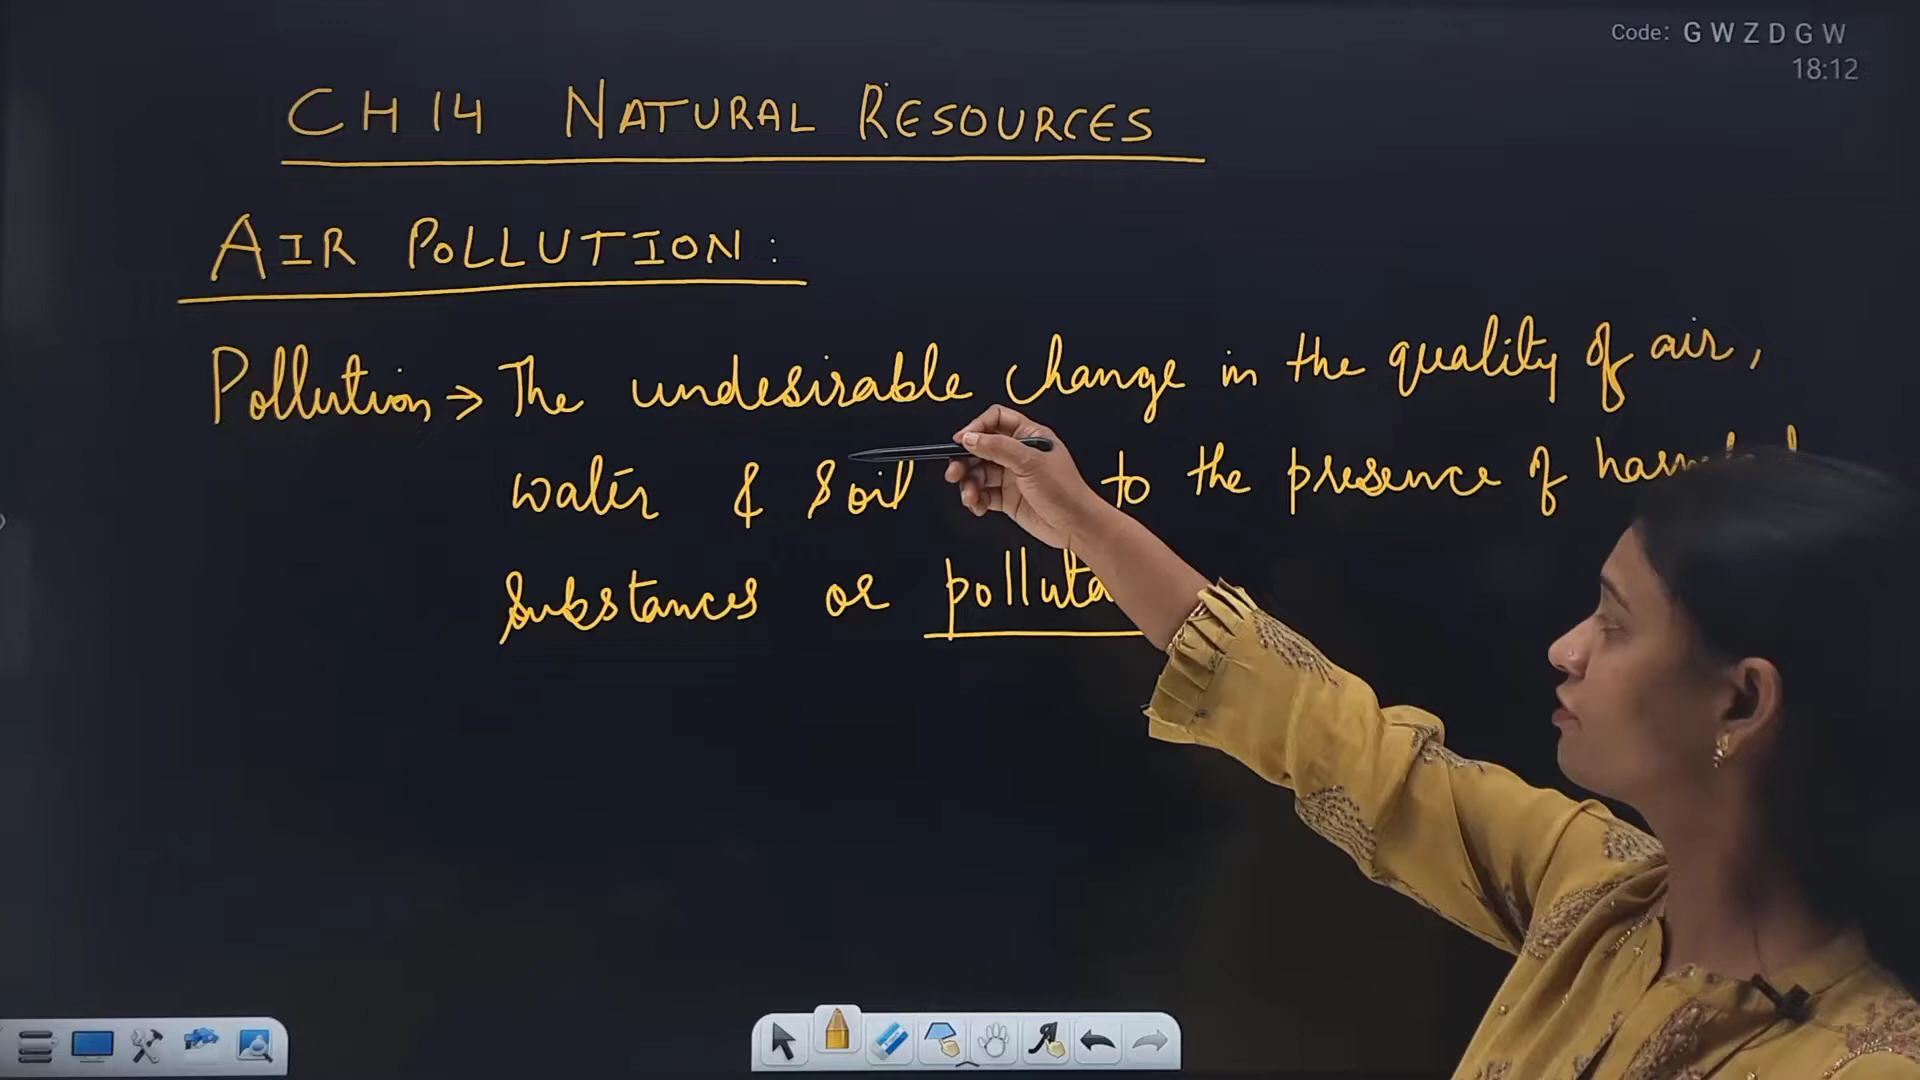 Code: GWZDGW
18:12
CH 14 NATURAL RESOURCES
AIR POLLUTION:
Pollution → The undesirable change in the quality of air,
water & soil to the presence of
substances or